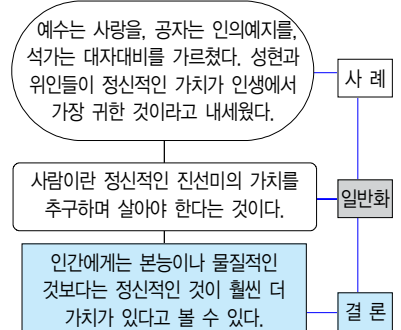 예수는 사랑을, 공자는 인의예지를,
석가는 대자대비를 가르쳤다. 성현과
위인들이 정신적인 가치가 인생에서
가장 귀한 것이라고 내세웠다.
사 례
사람이란 정신적인 진선미의 가치를
추구하며 살아야 한다는 것이다.
일반화
인간에게는 본능이나 물질적인
것보다는 정신적인 것이 훨씬 더
가치가 있다고 볼 수 있다.
결 론